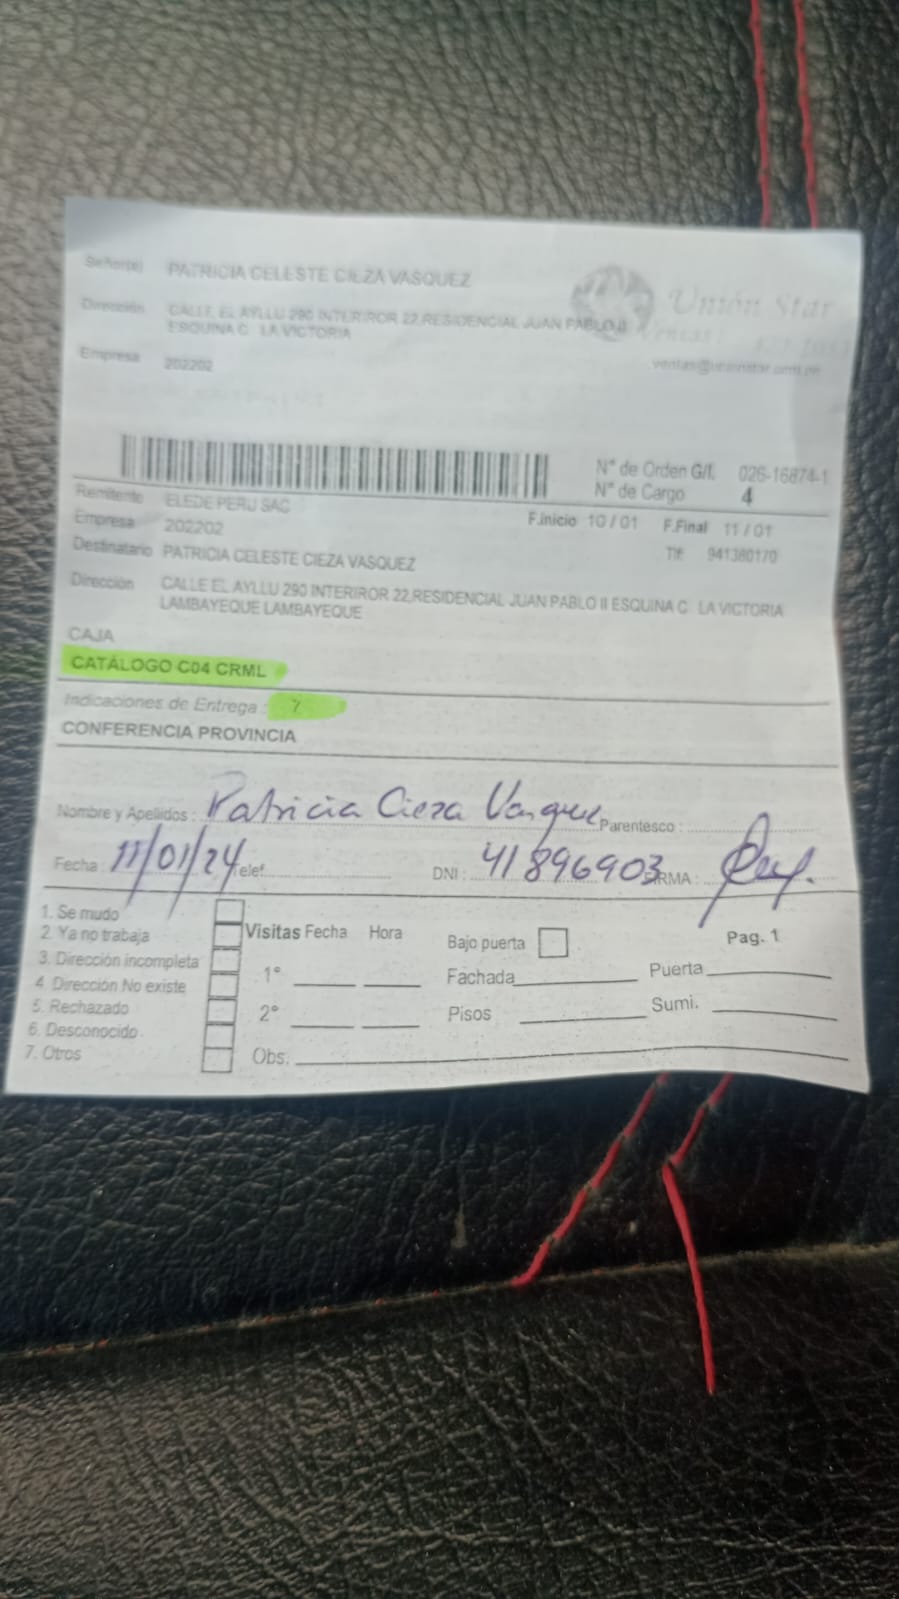 Señor(a) PATRICIA CELESTE CIEZA VASQUEZ
Unión Star
Dirección CALLE EL AYLLU 290 INTERIROR 22,RESIDENCIAL JUAN PABLO II
ESQUINA C. LA VICTORIA
Ventas:
Empresa 202202
ventas@unionstar.com.pe
N° de Orden G/I. 026-16874-1
N° de Cargo 4
Remitente ELEDE PERU SAC
Empresa 202202
F.inicio 10 / 01 F.Final 11 / 01
Destinatario PATRICIA CELESTE CIEZA VASQUEZ
Tlf: 941380170
Dirección CALLE EL AYLLU 290 INTERIROR 22,RESIDENCIAL JUAN PABLO II ESQUINA C. LA VICTORIA
LAMBAYEQUE LAMBAYEQUE
CAJA
CATÁLOGO C04 CRML
Indicaciones de Entrega : 7
CONFERENCIA PROVINCIA
Nombre y Apellidos : Patricia Cieza Vasquez Parentesco :
Fecha : 11/01/24 Telef. DNI : 41896903 FIRMA :
1. Se mudo
2. Ya no trabaja
3. Dirección incompleta
4. Dirección No existe
5. Rechazado
6. Desconocido
7. Otros
Visitas Fecha Hora
1°
2°
Obs:
Bajo puerta
Fachada
Pisos
Pag. 1
Puerta
Sumi.